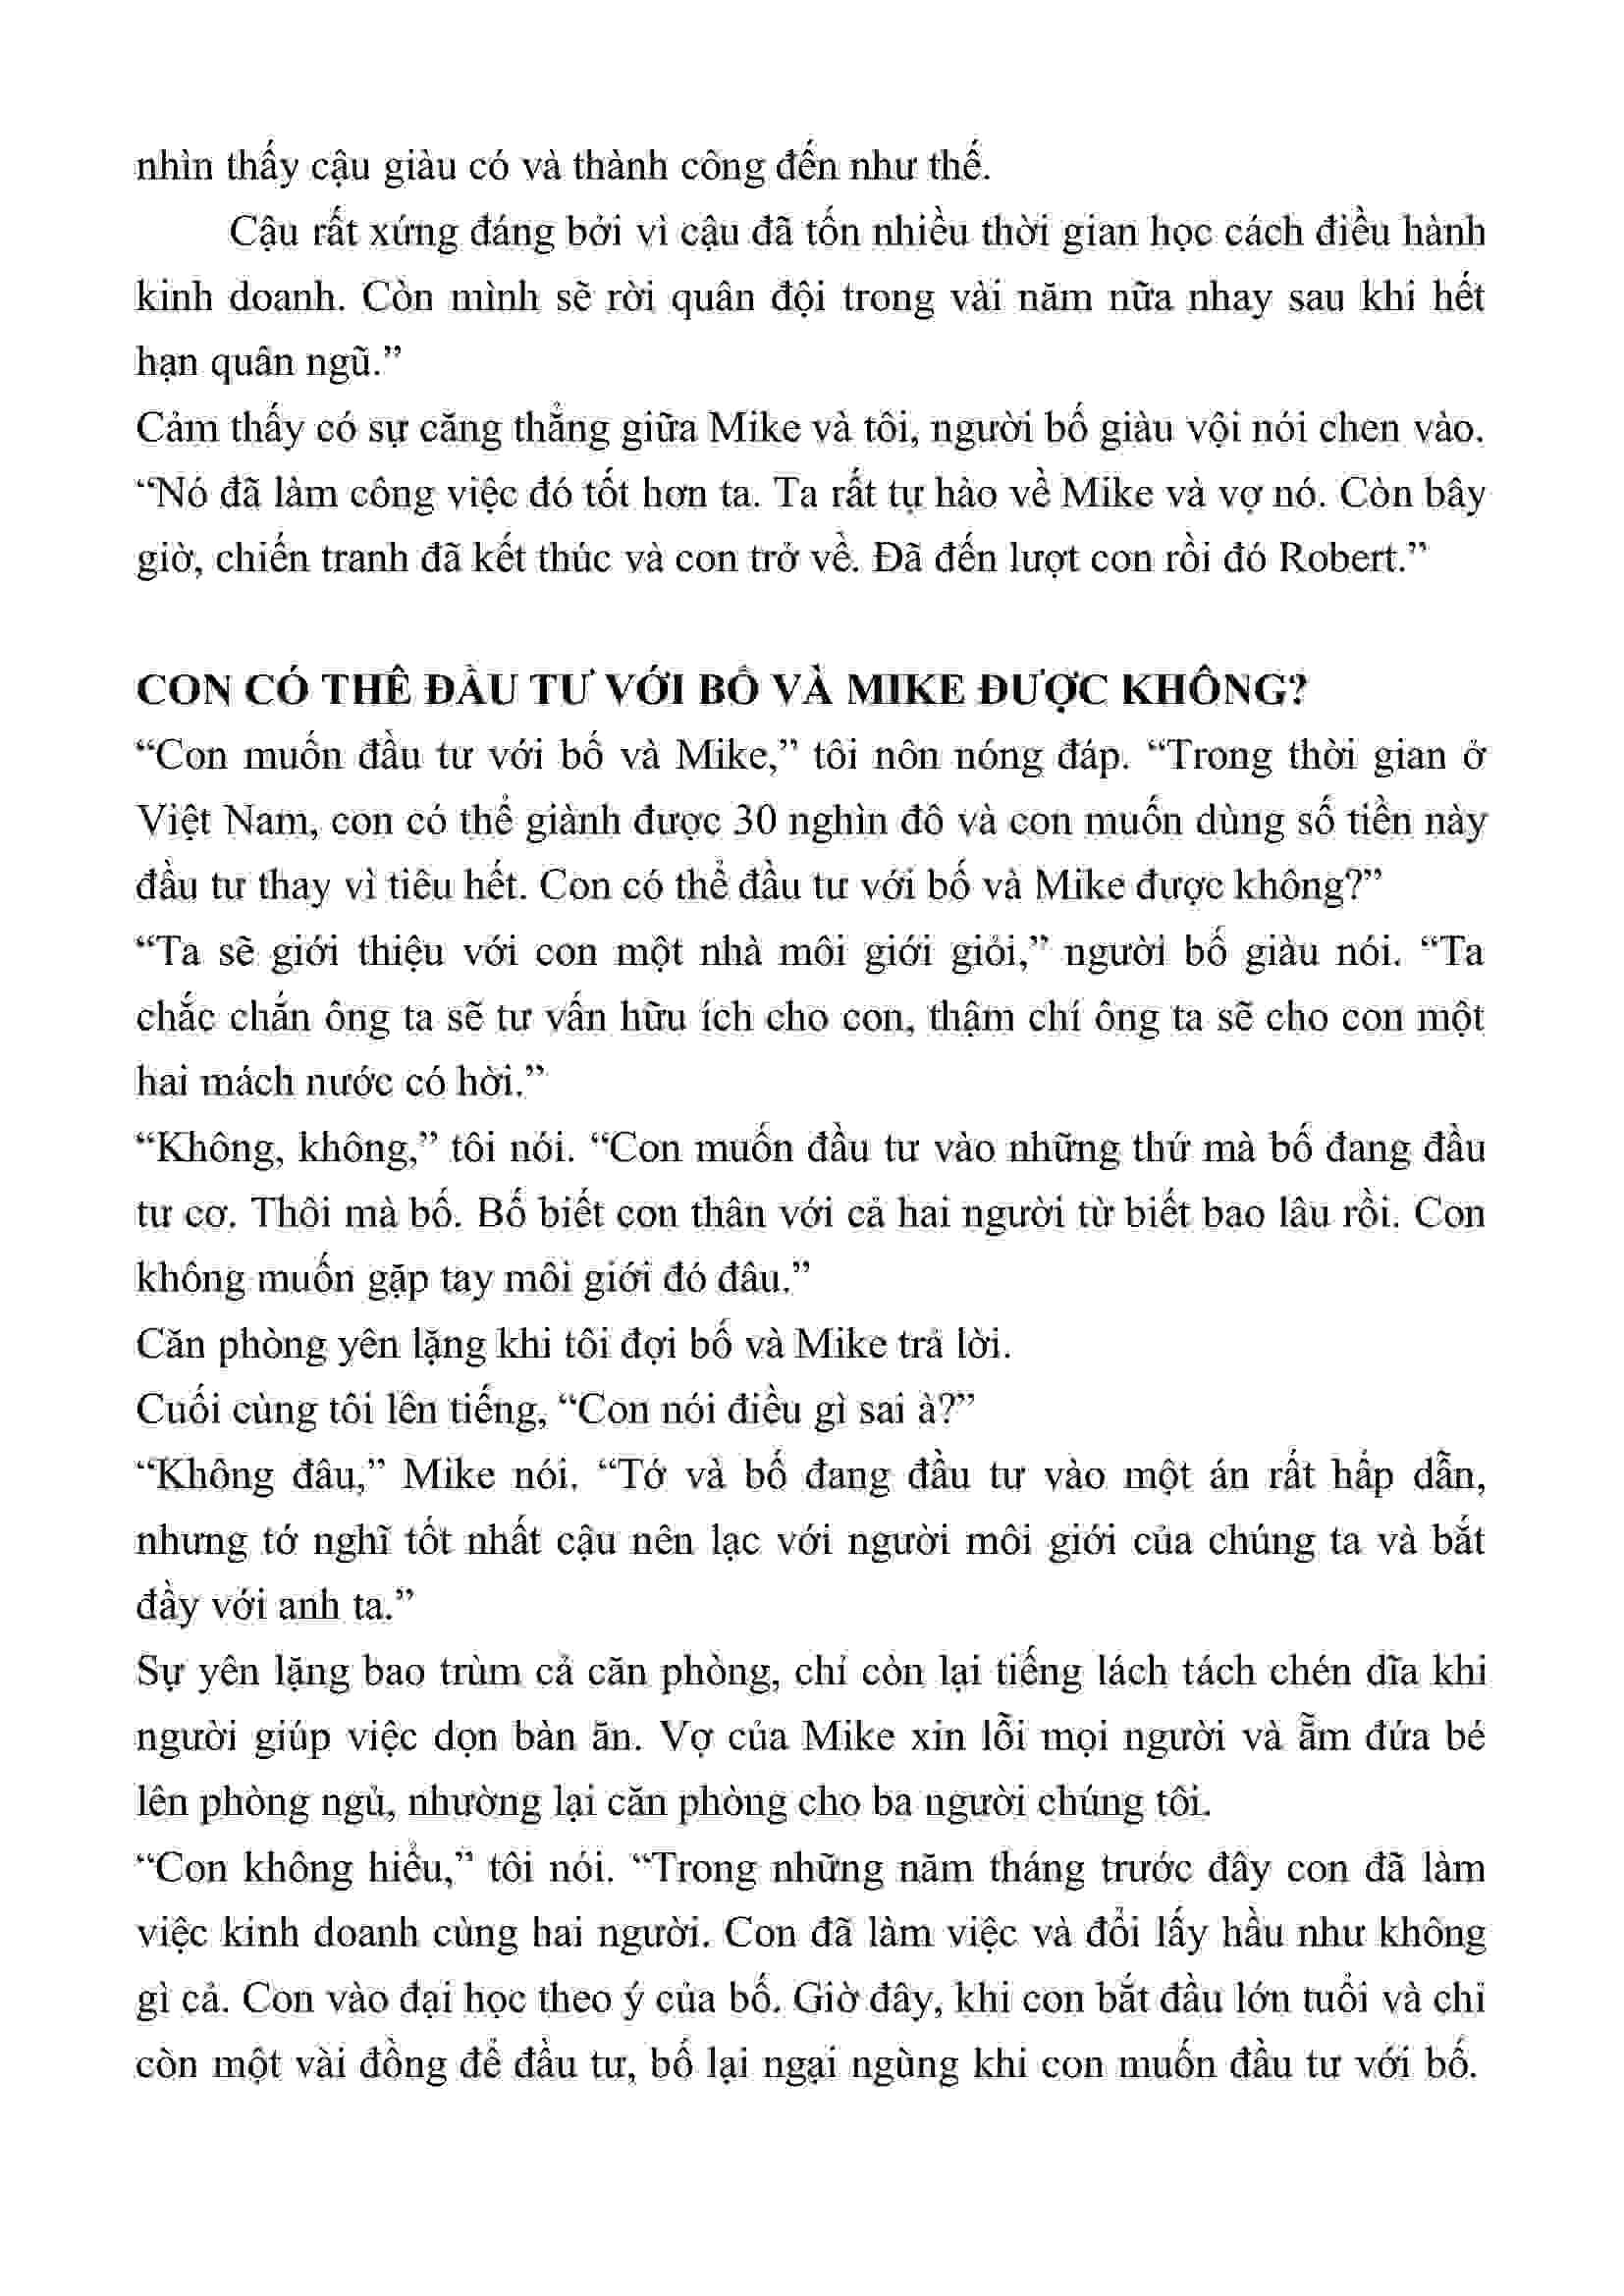 nhìn thấy cậu giàu có và thành công đến như thế.
Cậu rất xứng đáng bởi vì cậu đã tốn nhiều thời gian học cách điều hành
kinh doanh. Còn mình sẽ rời quân đội trong vài năm nữa nhay sau khi hết
hạn quân ngũ.”
Cảm thấy có sự căng thẳng giữa Mike và tôi, người bố giàu vội nói chen vào.
“Nó đã làm công việc đó tốt hơn ta. Ta rất tự hào về Mike và vợ nó. Còn bây
giờ, chiến tranh đã kết thúc và con trở về. Đã đến lượt con rồi đó Robert.”
CON CÓ THỂ ĐẦU TƯ VỚI BỐ VÀ MIKE ĐƯỢC KHÔNG?
“Con muốn đầu tư với bố và Mike,” tôi nôn nóng đáp. “Trong thời gian ở
Việt Nam, con có thể giành được 30 nghìn đô và con muốn dùng số tiền này
đầu tư thay vì tiêu hết. Con có thể đầu tư với bố và Mike được không?”
“Ta sẽ giới thiệu với con một nhà môi giới giỏi,” người bố giàu nói. “Ta
chắc chắn ông ta sẽ tư vấn hữu ích cho con, thậm chí ông ta sẽ cho con một
hai mách nước có hời.”
“Không, không,” tôi nói. “Con muốn đầu tư vào những thứ mà bố đang đầu
tư cơ. Thôi mà bố. Bố biết con thân với cả hai người từ biết bao lâu rồi. Con
không muốn gặp tay môi giới đó đâu.”
Căn phòng yên lặng khi tôi đợi bố và Mike trả lời.
Cuối cùng tôi lên tiếng, “Con nói điều gì sai à?”
“Không đâu,” Mike nói. “Tớ và bố đang đầu tư vào một án rất hấp dẫn,
nhưng tớ nghĩ tốt nhất cậu nên lạc với người môi giới của chúng ta và bắt
đầy với anh ta.”
Sự yên lặng bao trùm cả căn phòng, chỉ còn lại tiếng lách tách chén dĩa khi
người giúp việc dọn bàn ăn. Vợ của Mike xin lỗi mọi người và ẵm đứa bé
lên phòng ngủ, nhường lại căn phòng cho ba người chúng tôi.
“Con không hiểu,” tôi nói. “Trong những năm tháng trước đây con đã làm
việc kinh doanh cùng hai người. Con đã làm việc và đổi lấy hầu như không
gì cả. Con vào đại học theo ý của bố. Giờ đây, khi con bắt đầu lớn tuổi và chỉ
còn một vài đồng để đầu tư, bố lại ngại ngùng khi con muốn đầu tư với bố.